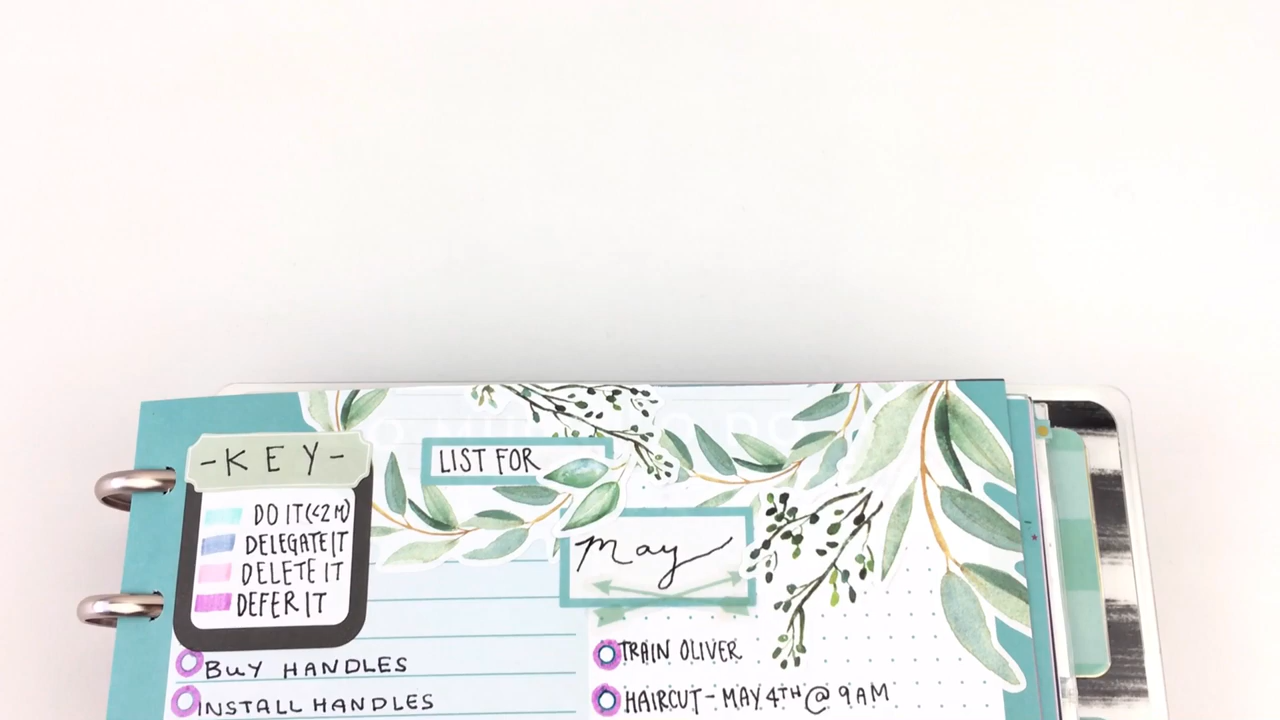 LIST FOR
-KEY-
DO IT(<2M)
DELEGATE IT
DELETE IT
DEFER IT
May
BUY HANDLES
INSTALL HANDLES
TRAIN OLIVER
HAIRCUT - MAY 4TH @ 9AM